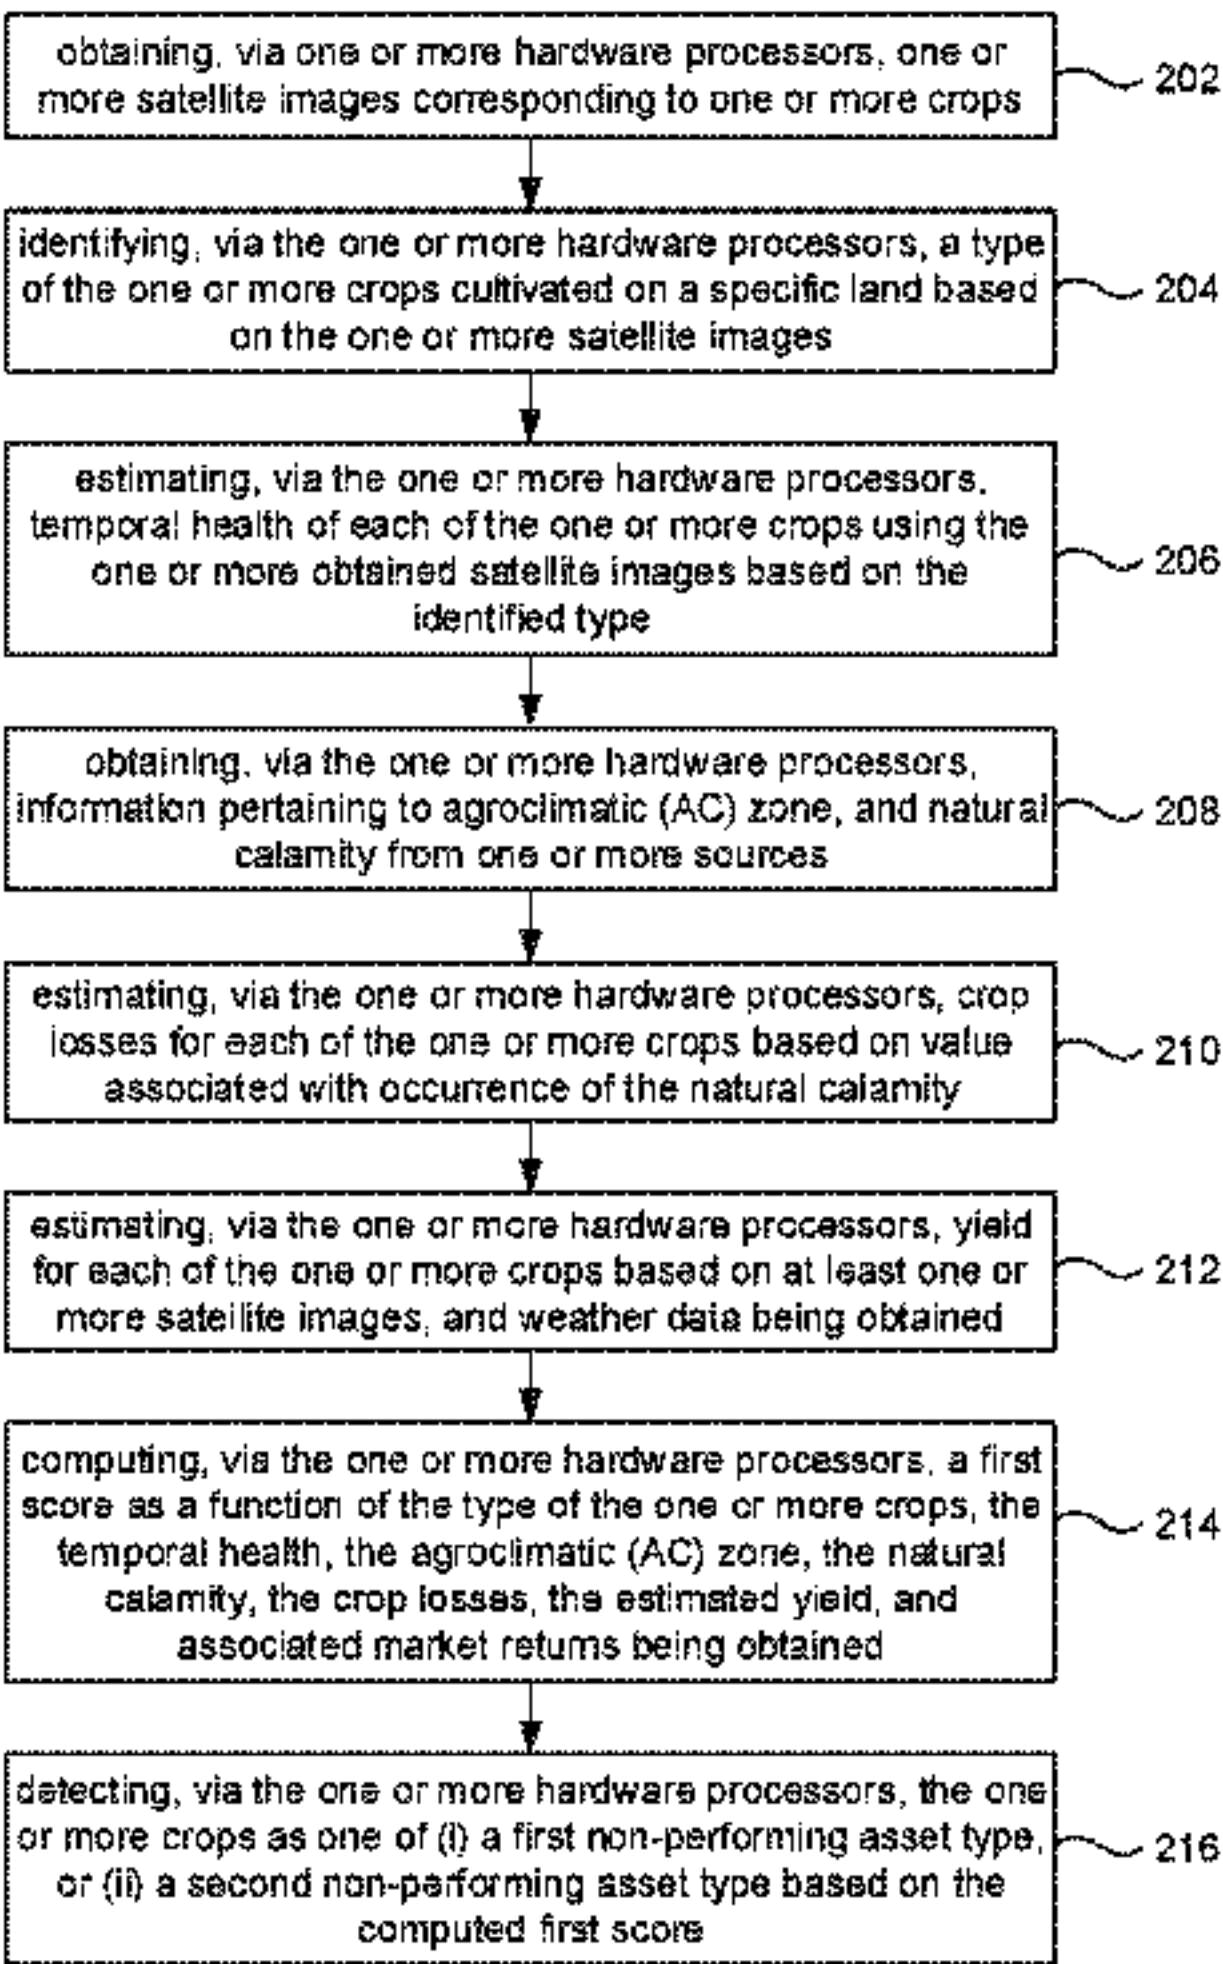 obtaining, via one or more hardware processors, one or
more satellite images corresponding to one or more crops
202
identifying, via the one or more hardware processors, a type
of the one or more crops cultivated on a specific land based
on the one or more satellite images
204
estimating, via the one or more hardware processors,
temporal health of each of the one or more crops using the
one or more obtained satellite images based on the
identified type
206
obtaining, via the one or more hardware processors,
information pertaining to agroclimatic (AC) zone, and natural
calamity from one or more sources
208
estimating, via the one or more hardware processors, crop
losses for each of the one or more crops based on value
associated with occurrence of the natural calamity
210
estimating, via the one or more hardware processors, yield
for each of the one or more crops based on at least one or
more satellite images, and weather data being obtained
212
computing, via the one or more hardware processors, a first
score as a function of the type of the one or more crops, the
temporal health, the agroclimatic (AC) zone, the natural
calamity, the crop losses, the estimated yield, and
associated market returns being obtained
214
detecting, via the one or more hardware processors, the one
or more crops as one of (i) a first non-performing asset type,
or (ii) a second non-performing asset type based on the
computed first score
216